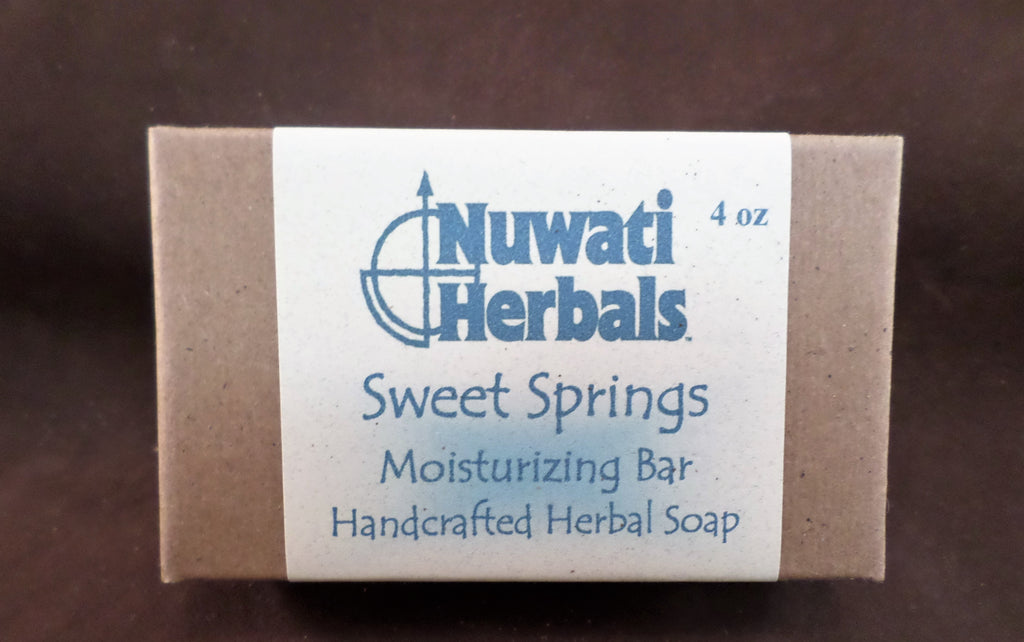 Nuwati
Herbals
4 oz
Sweet Springs
Moisturizing Bar
Handcrafted Herbal Soap